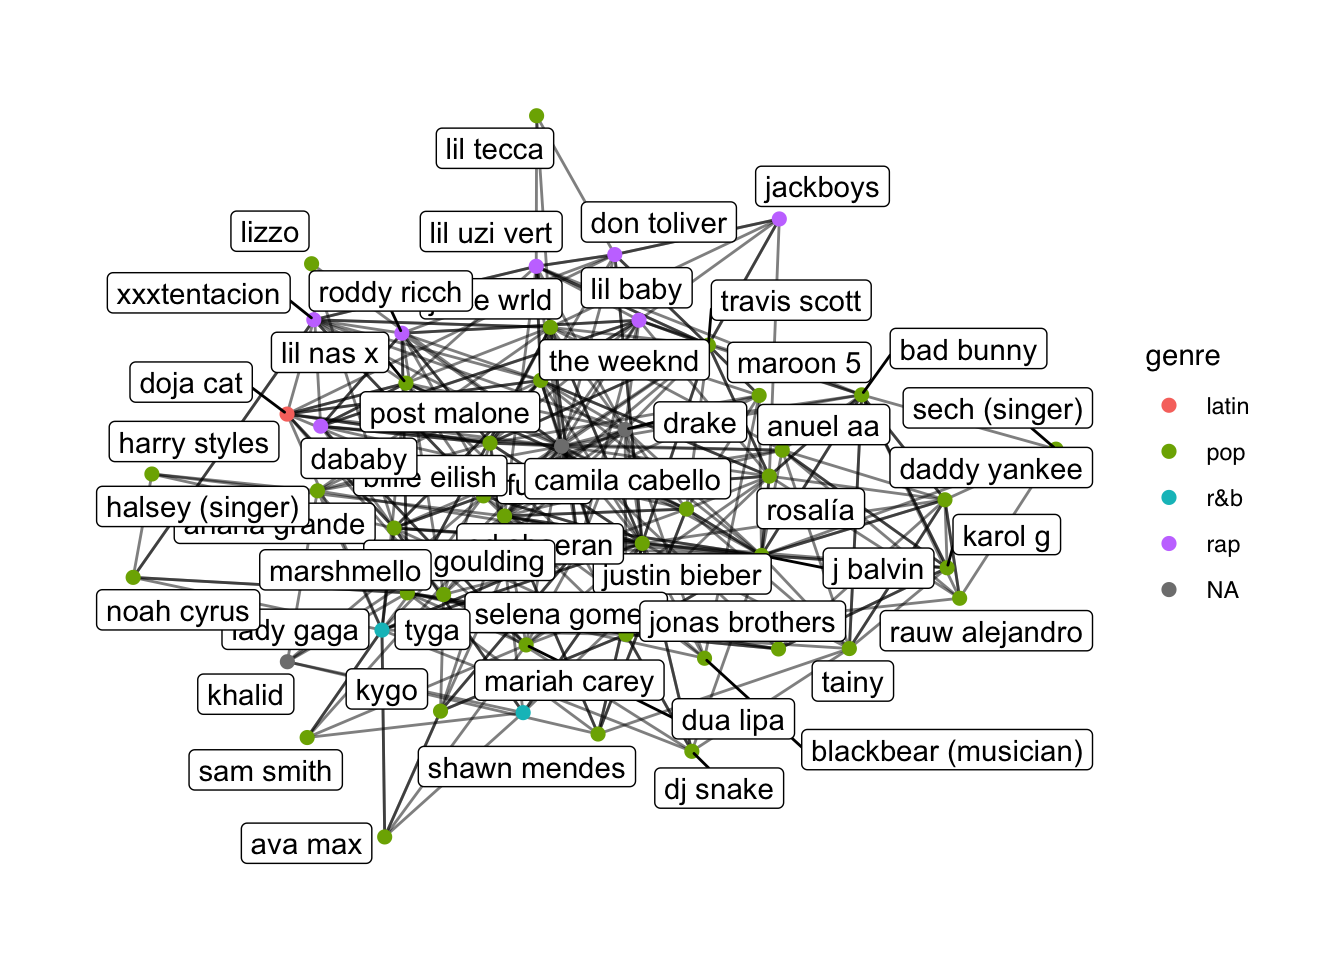 lil tecca
jackboys
lizzo
lil uzi vert
don toliver
xxxtentacion
roddy ricch
e wrld
lil baby
travis scott
lil nas x
the weeknd
maroon 5
bad bunny
genre
doja cat
latin
post malone
drake
anuel aa
sech (singer)
harry styles
pop
dababy
billie eilish
fu
camila cabello
daddy yankee
r&b
halsey (singer)
ariana grande
rosalía
karol g
rap
eran
goulding
marshmello
justin bieber
j balvin
NA
noah cyrus
lady gaga
tyga
selena gome
jonas brothers
rauw alejandro
khalid
kygo
mariah carey
tainy
dua lipa
sam smith
shawn mendes
blackbear (musician)
dj snake
ava max